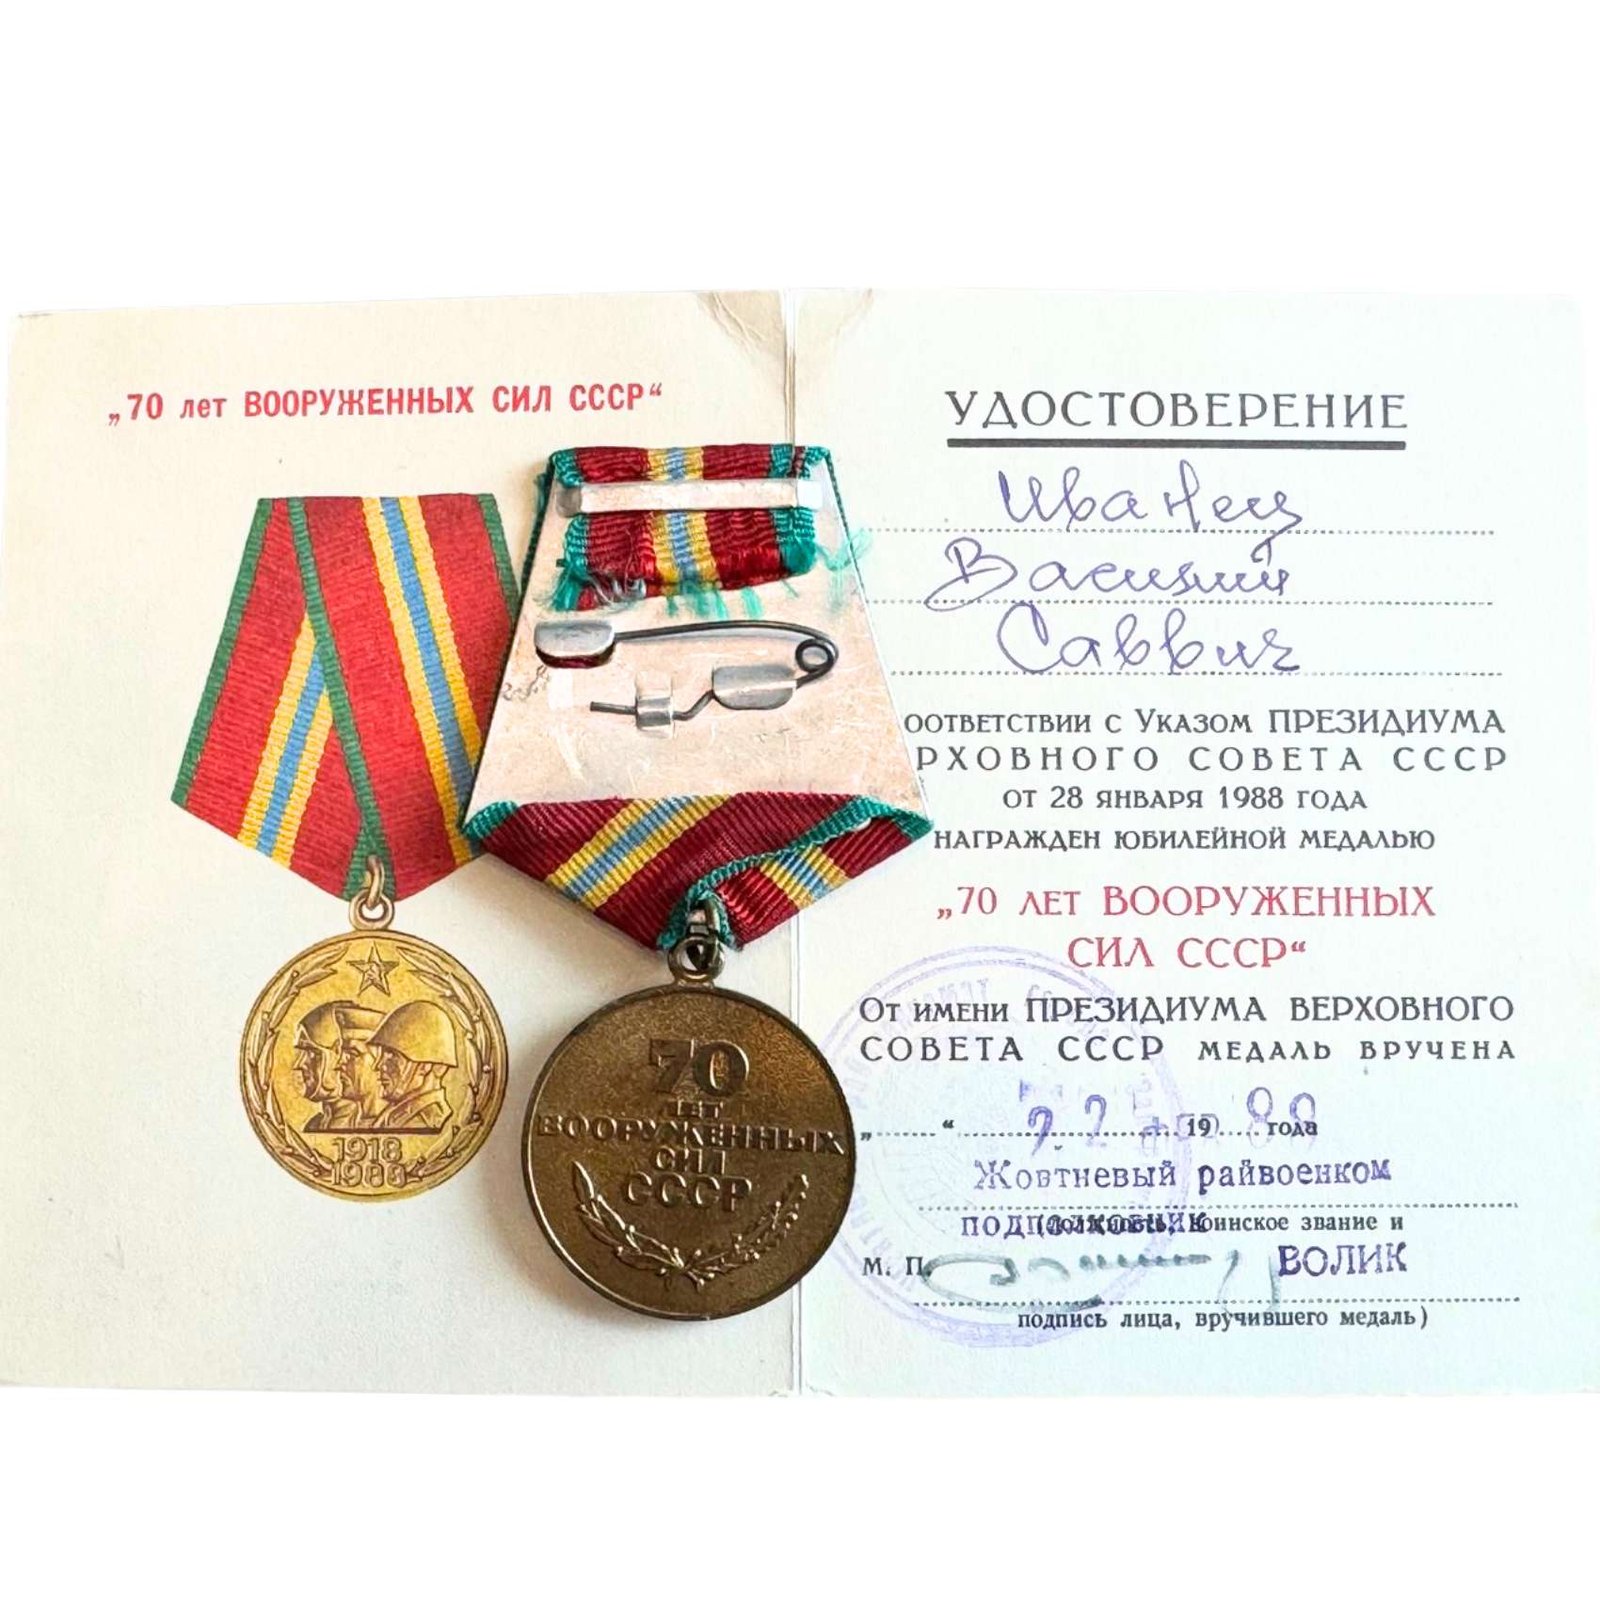 „70 лет ВООРУЖЕННЫХ СИЛ СССР“
1918
1988
70
ЛЕТ
ВООРУЖЕННЫХ
СИЛ
СССР
УДОСТОВЕРЕНИЕ
Иванец
Василий
Саввич
ООТВЕТСТВИИ С УКАЗОМ ПРЕЗИДИУМА
РХОВНОГО СОВЕТА СССР
ОТ 28 ЯНВАРЯ 1988 ГОДА
НАГРАЖДЕН ЮБИЛЕЙНОЙ МЕДАЛЬЮ
„70 ЛЕТ ВООРУЖЕННЫХ
СИЛ СССР“
ОТ ИМЕНИ ПРЕЗИДИУМА ВЕРХОВНОГО
СОВЕТА СССР МЕДАЛЬ ВРУЧЕНА
19 года
Жовтневый райвоенком
ПОДПОЛКОВНИК
(должность, воинское звание и
М. П. ВОЛИК
подпись лица, вручившего медаль)